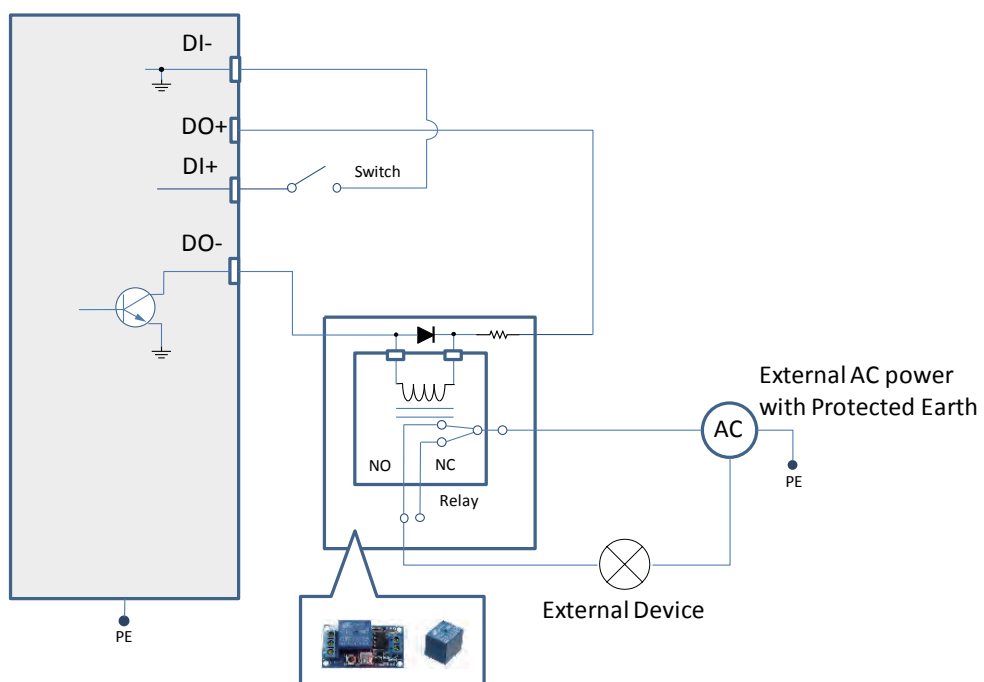 DI-
DO+
DI+
Switch
DO-
External AC power
with Protected Earth
AC
PE
NO
NC
Relay
External Device
PE